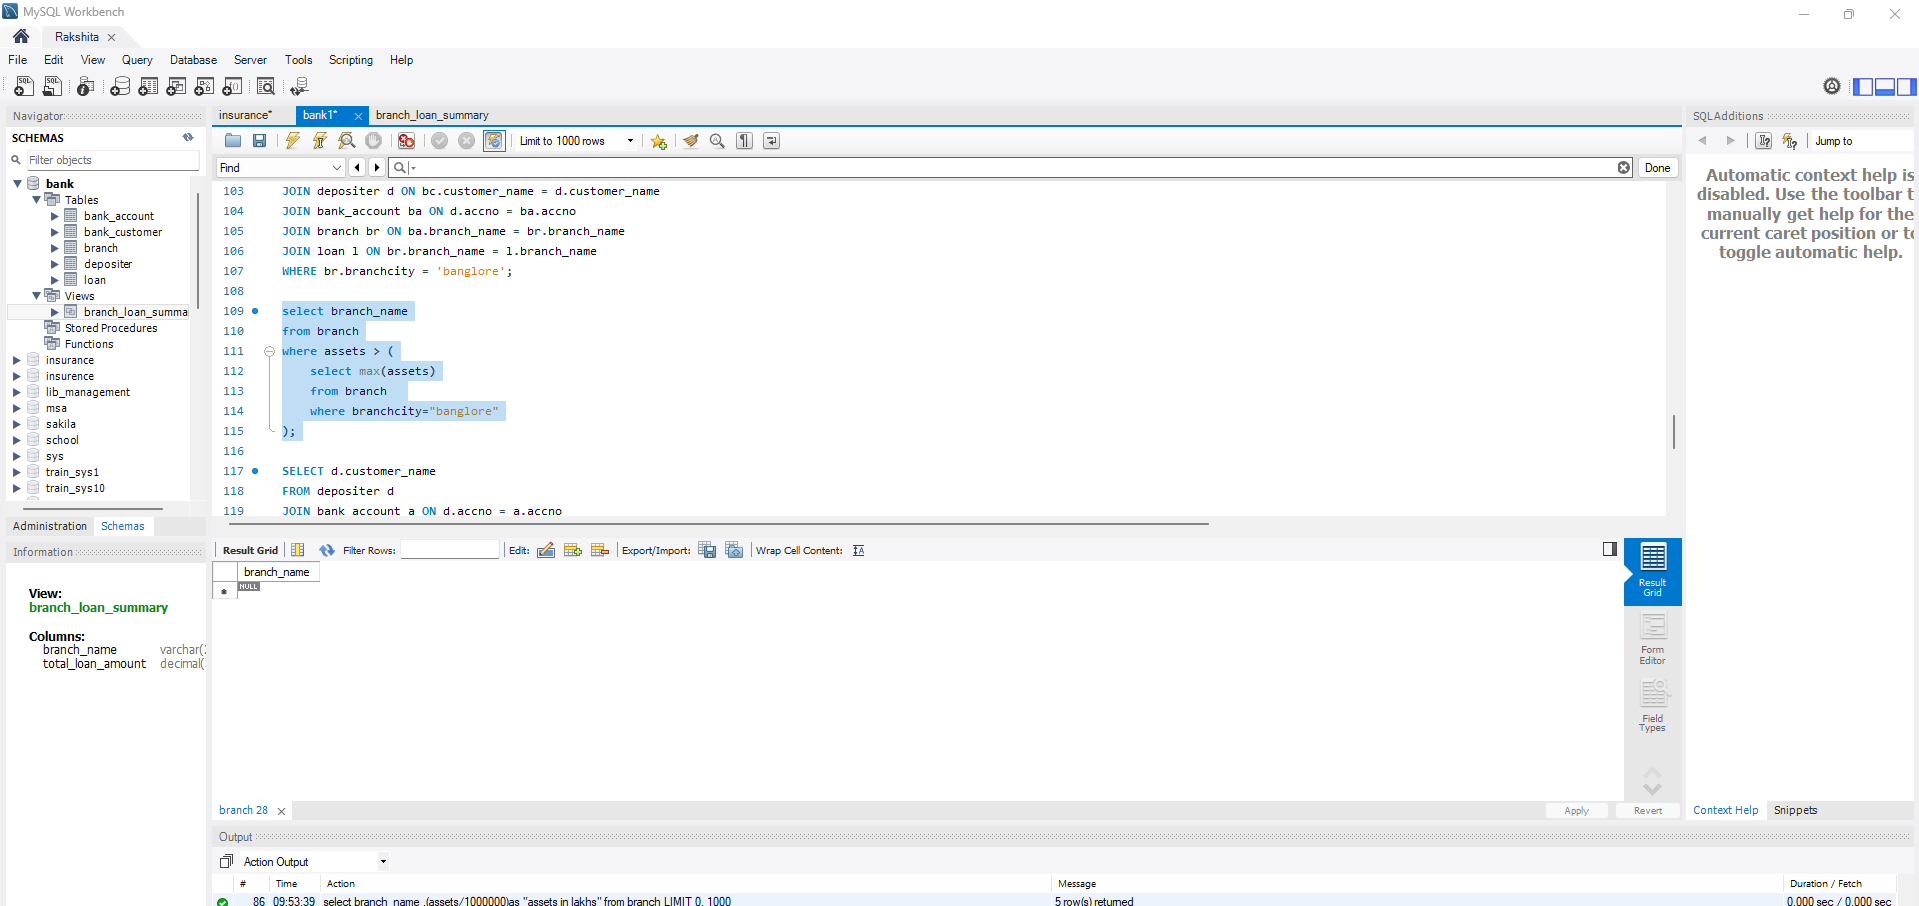 MySQL Workbench
Rakshita
File Edit View Query Database Server Tools Scripting Help
Navigator
SCHEMAS
Filter objects
bank
Tables
bank_account
bank_customer
branch
depositer
loan
Views
branch_loan_summa
Stored Procedures
Functions
insurance
insurence
lib_management
msa
sakila
school
sys
train_sys1
train_sys10
Administration Schemas
Information
View:
branch_loan_summary
Columns:
branch_name varchar(2
total_loan_amount decimal(
insurance* bank1* branch_loan_summary
Limit to 1000 rows
Find Done
103 JOIN depositer d ON bc.customer_name = d.customer_name
104 JOIN bank_account ba ON d.accno = ba.accno
105 JOIN branch br ON ba.branch_name = br.branch_name
106 JOIN loan l ON br.branch_name = l.branch_name
107 WHERE br.branchcity = 'banglore';
108
109 select branch_name
110 from branch
111 where assets > (
112 select max(assets)
113 from branch
114 where branchcity="banglore"
115 );
116
117 SELECT d.customer_name
118 FROM depositer d
119 JOIN bank_account a ON d.accno = a.accno
Result Grid Filter Rows: Edit: Export/Import: Wrap Cell Content:
branch_name
NULL
Result Grid
Form Editor
Field Types
branch 28 Apply Revert
Output
Action Output
# Time Action Message Duration / Fetch
86 09:53:39 select branch_name ,(assets/1000000)as "assets in lakhs" from branch LIMIT 0, 1000 5 row(s) returned 0.000 sec / 0.000 sec
SQLAdditions
Jump to
Automatic context help is
disabled. Use the toolbar t
manually get help for the
current caret position or to
toggle automatic help.
Context Help Snippets